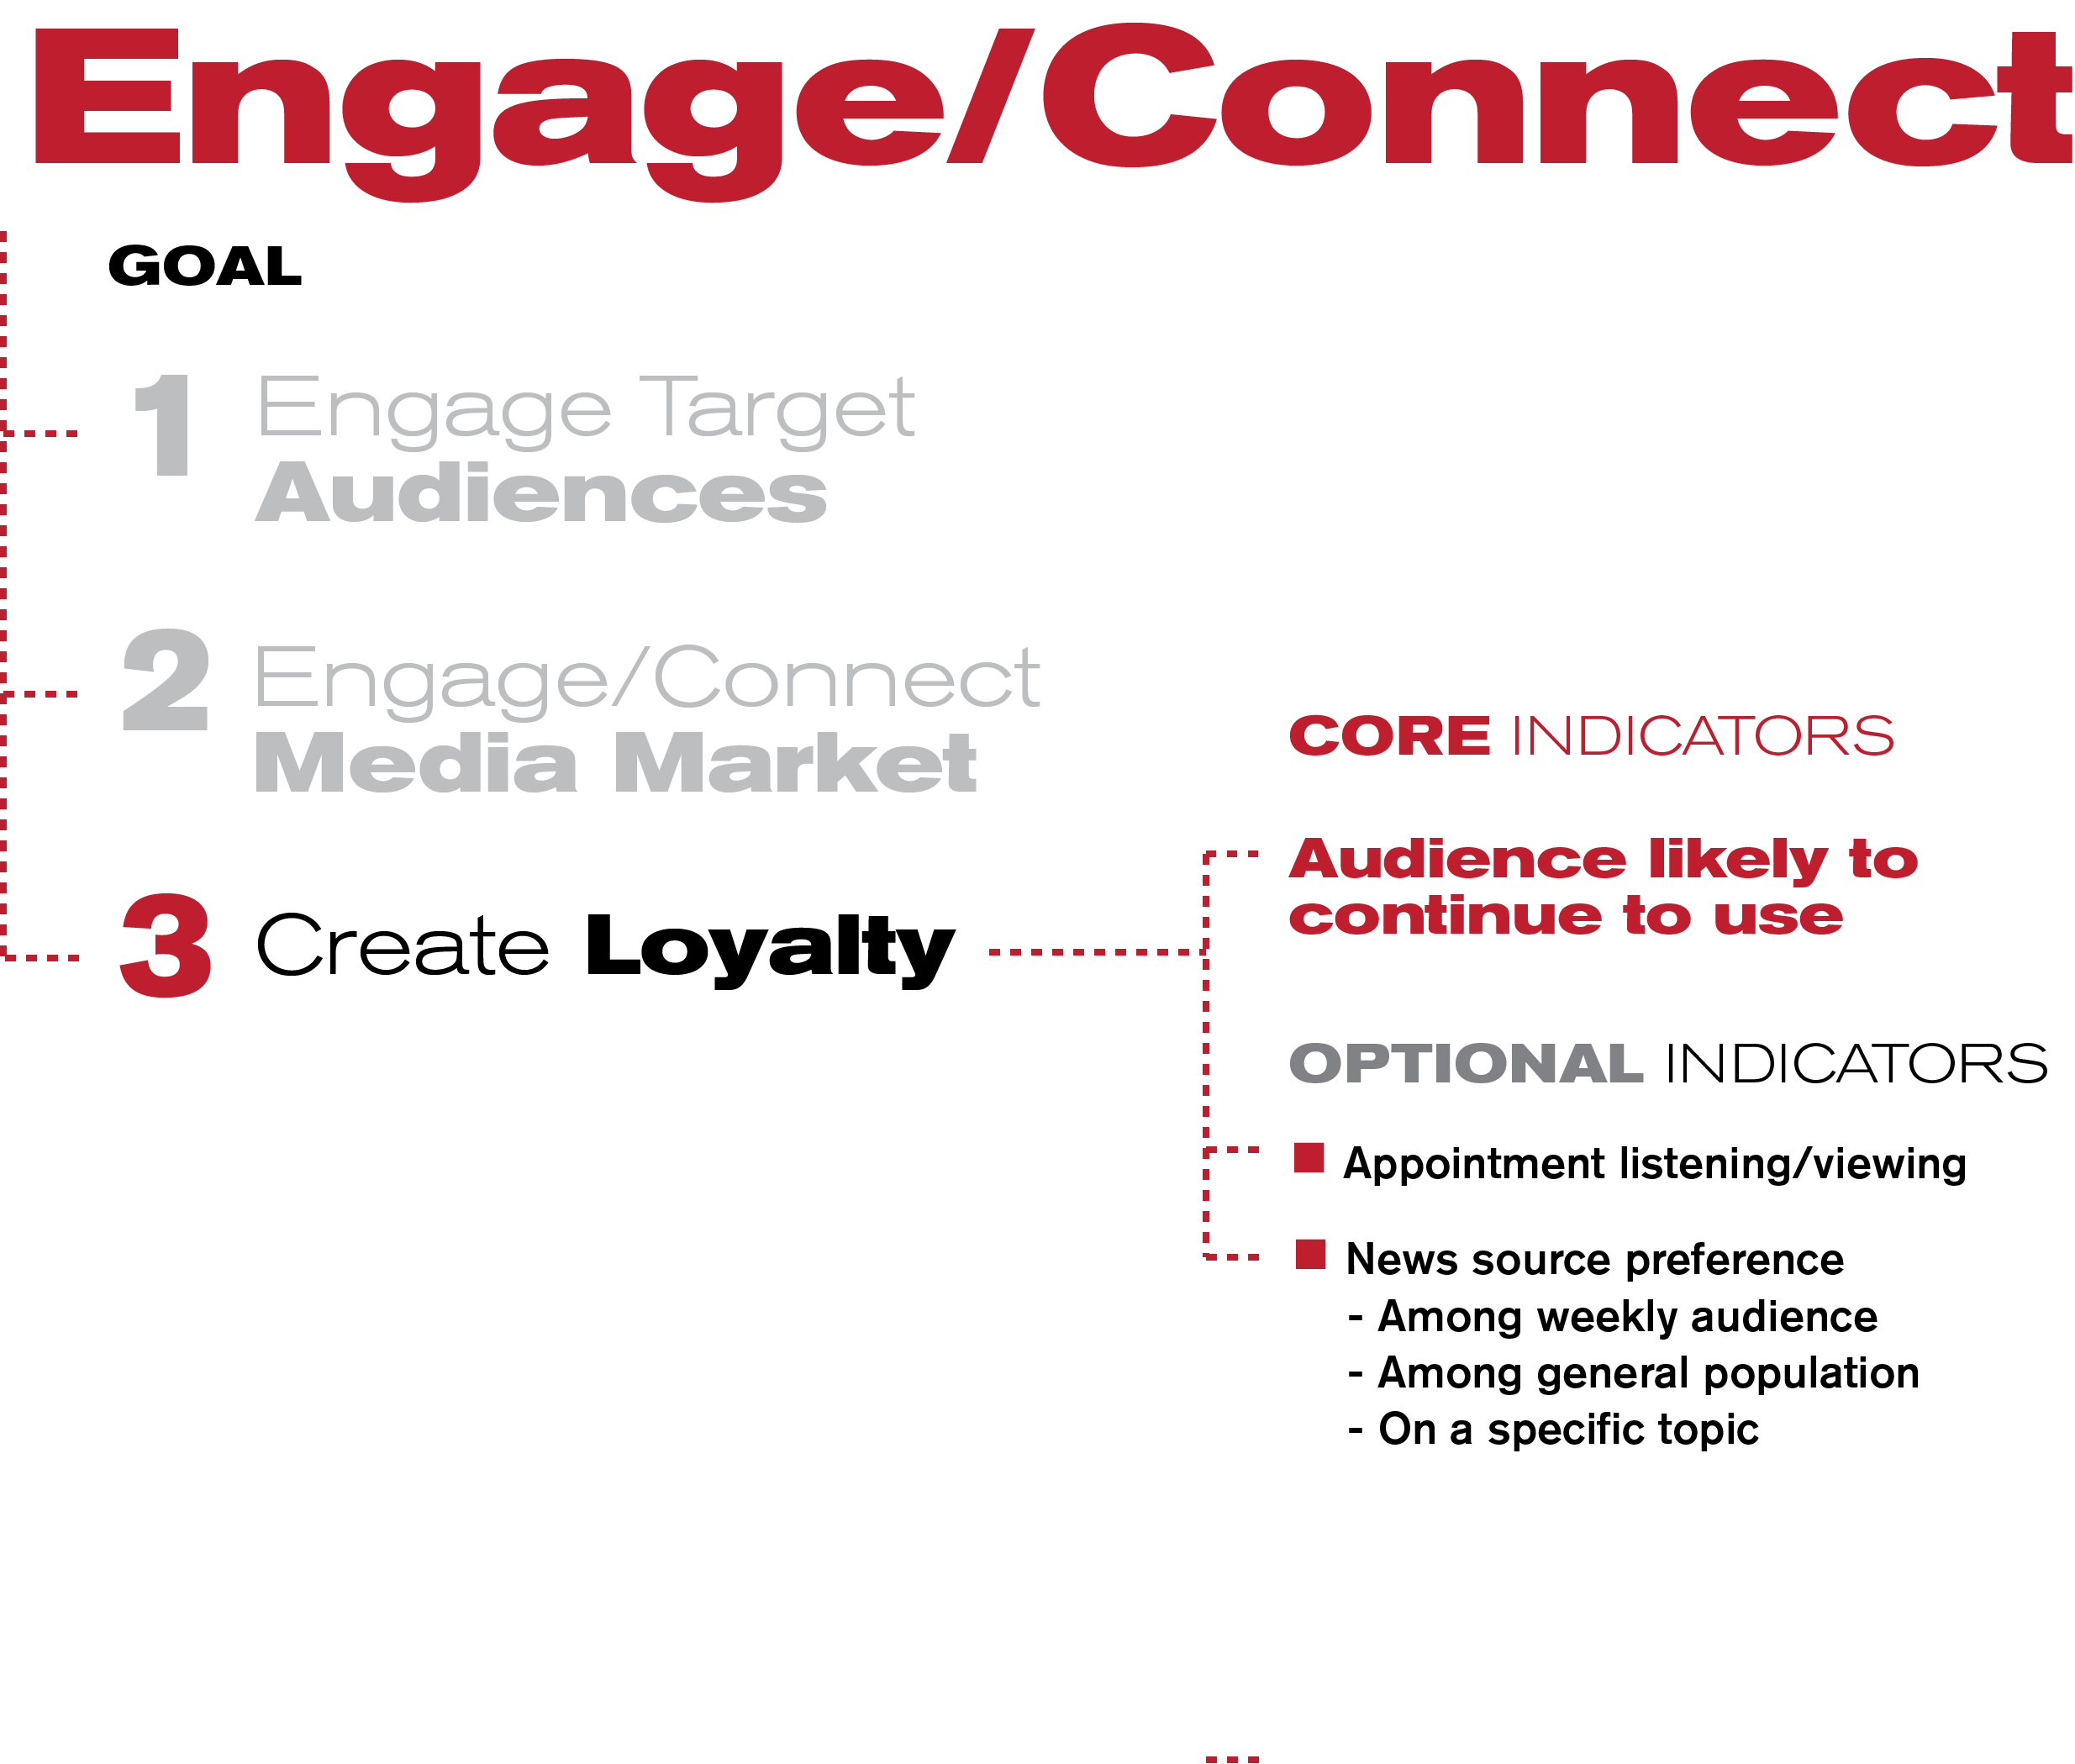 Engage/Connect
GOAL
1 Engage Target
Audiences
2 Engage/Connect
Media Market
3 Create Loyalty
CORE INDICATORS
Audience likely to
continue to use
OPTIONAL INDICATORS
Appointment listening/viewing
News source preference
- Among weekly audience
- Among general population
- On a specific topic